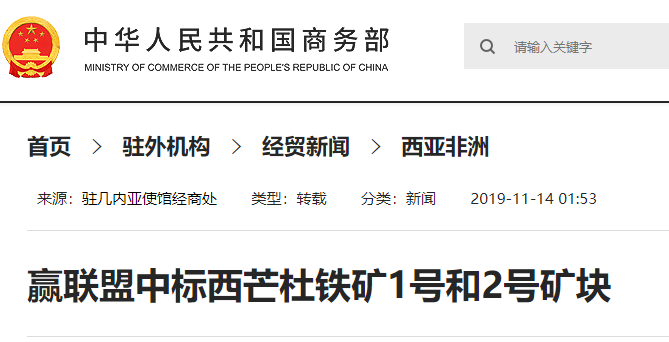 中华人民共和国商务部
MINISTRY OF COMMERCE OF THE PEOPLE'S REPUBLIC OF CHINA
请输入关键字
首页 > 驻外机构 > 经贸新闻 > 西亚非洲
来源：驻几内亚使馆经商处 类型：转载 分类：新闻 2019-11-14 01:53
赢联盟中标西芒杜铁矿1号和2号矿块